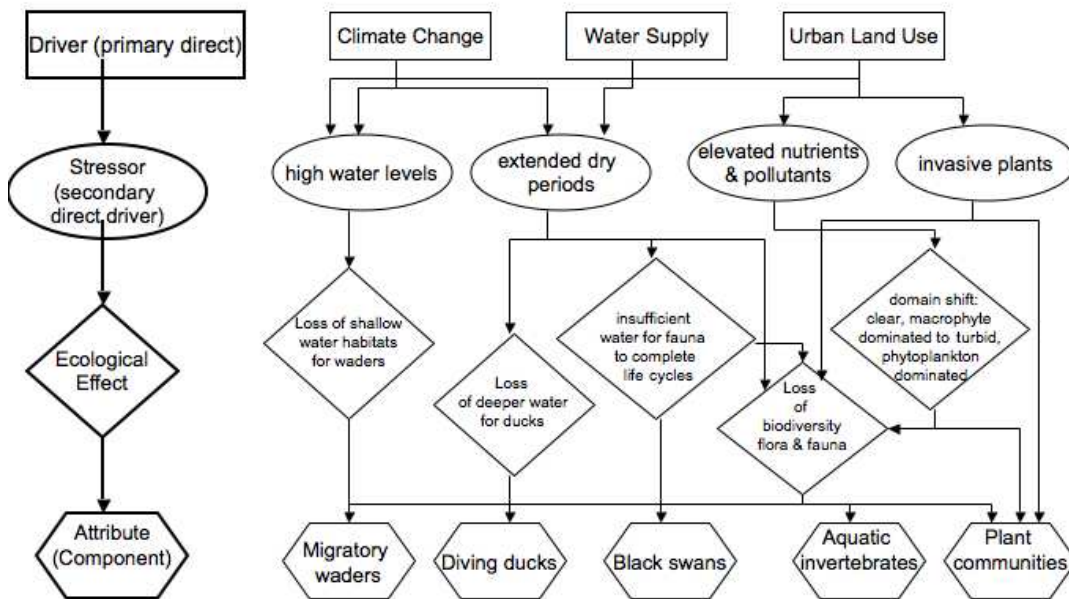 Driver (primary direct)
Climate Change
Water Supply
Urban Land Use
Stressor
(secondary
direct driver)
high water levels
extended dry
periods
elevated nutrients
& pollutants
invasive plants
Ecological
Effect
Loss of shallow
water habitats
for waders
Loss
of deeper water
for ducks
insufficient
water for fauna
to complete
life cycles
Loss
of
biodiversity
flora & fauna
domain shift:
clear, macrophyte
dominated to turbid,
phytoplankton
dominated
Attribute
(Component)
Migratory
waders
Diving ducks
Black swans
Aquatic
invertebrates
Plant
communities